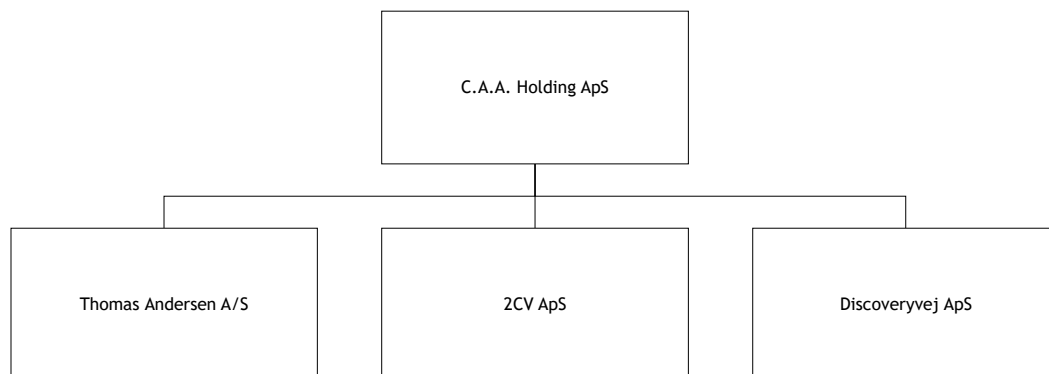 C.A.A. Holding ApS
Thomas Andersen A/S
2CV ApS
Discoveryvej ApS